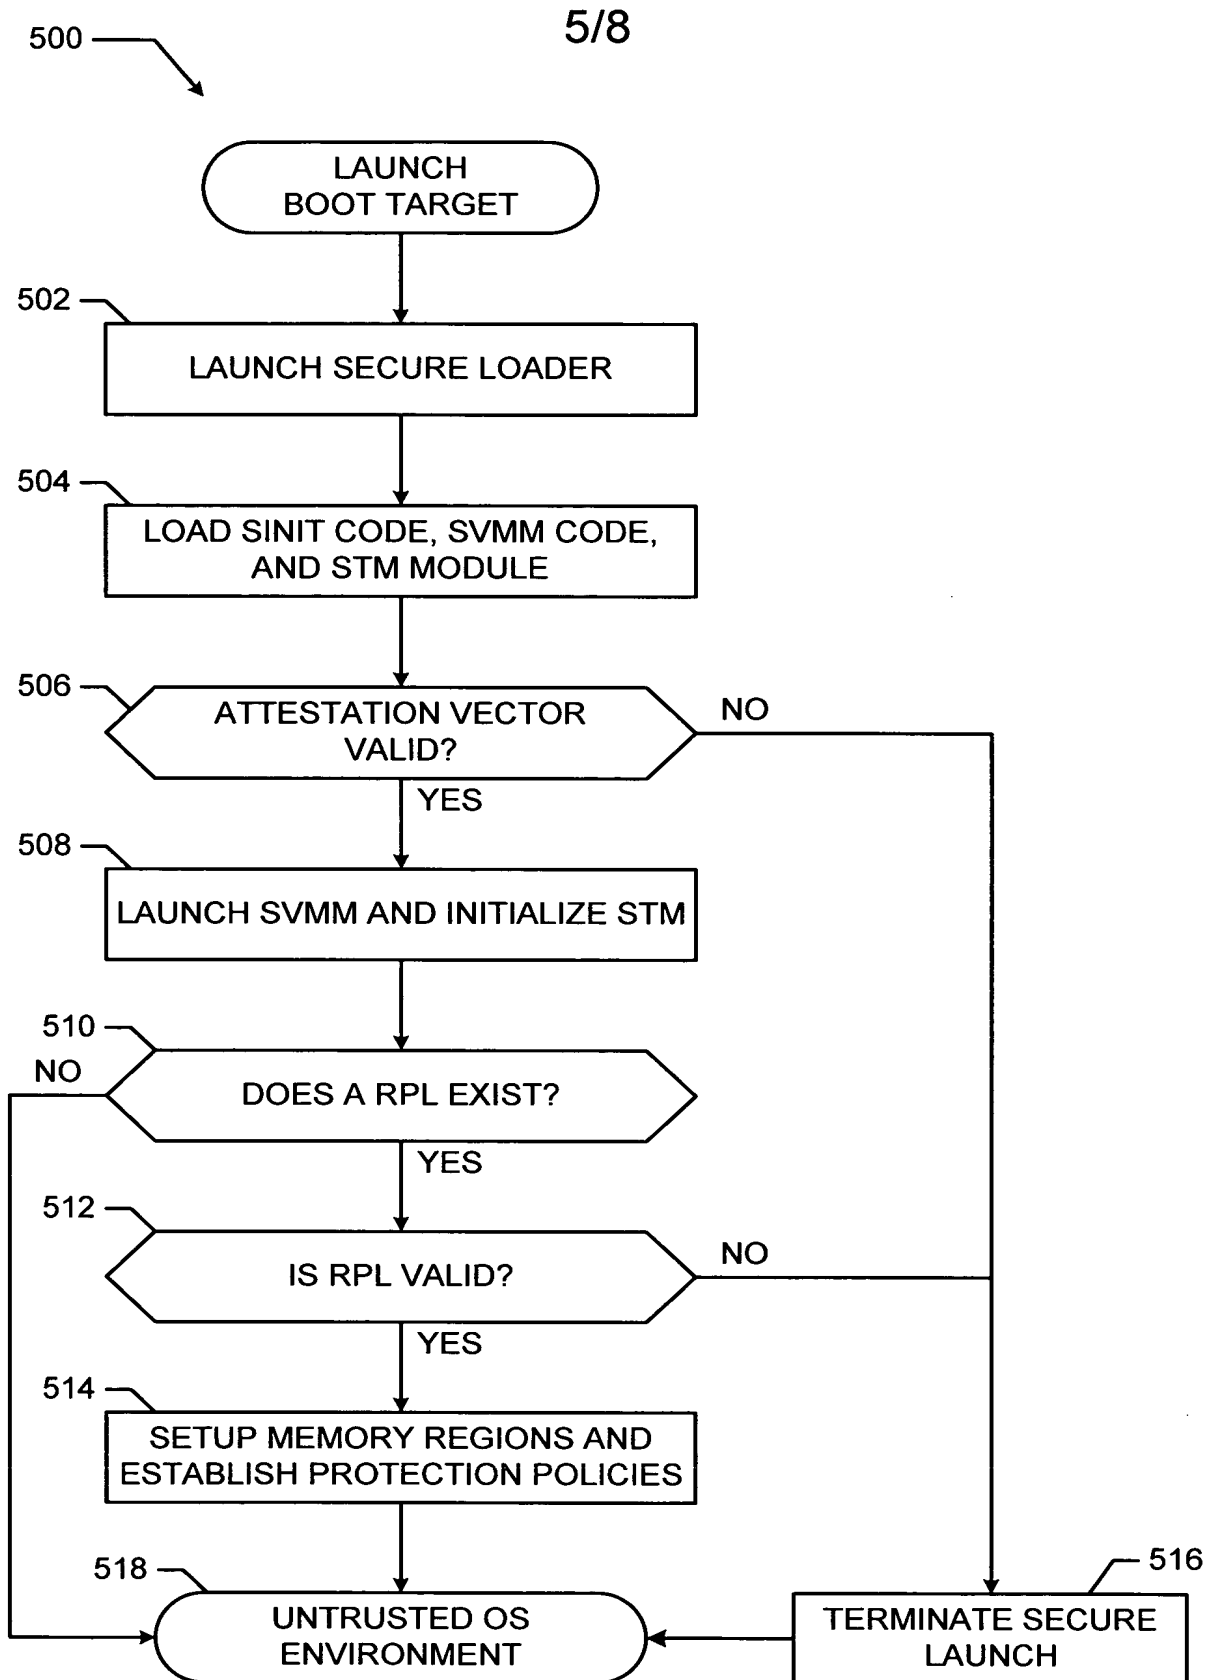 5/8
500
LAUNCH
BOOT TARGET
502
LAUNCH SECURE LOADER
504
LOAD SINIT CODE, SVMM CODE,
AND STM MODULE
506
ATTESTATION VECTOR
VALID?
NO
YES
508
LAUNCH SVMM AND INITIALIZE STM
510
NO
DOES A RPL EXIST?
YES
512
IS RPL VALID?
NO
YES
514
SETUP MEMORY REGIONS AND
ESTABLISH PROTECTION POLICIES
518
UNTRUSTED OS
ENVIRONMENT
516
TERMINATE SECURE
LAUNCH